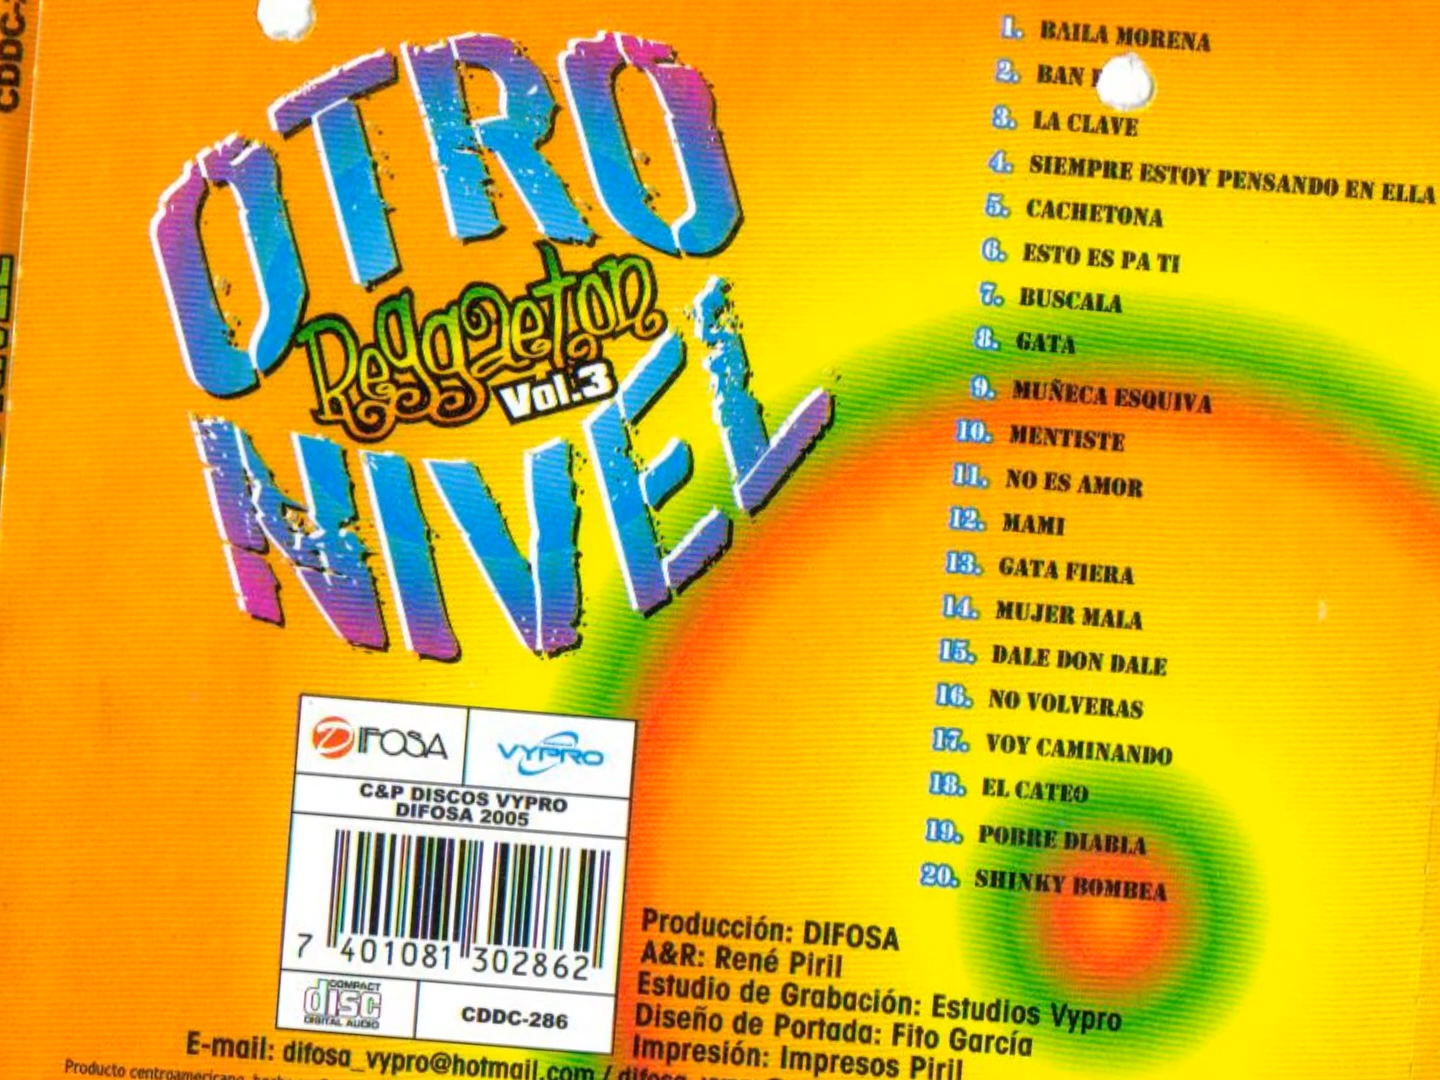 CDDC-
OTRO
Reggaeton
Vol.3
NIVEL
1. BAILA MORENA
2. BAN
3. LA CLAVE
4. SIEMPRE ESTOY PENSANDO EN ELLA
5. CACHETONA
6. ESTO ES PA TI
7. BUSCALA
8. GATA
9. MUÑECA ESQUIVA
10. MENTISTE
11. NO ES AMOR
12. MAMI
13. GATA FIERA
14. MUJER MALA
15. DALE DON DALE
16. NO VOLVERAS
17. VOY CAMINANDO
18. EL CATEO
19. POBRE DIABLA
20. SHINKY BOMBEA
DIFOSA
VYPRO
C&P DISCOS VYPRO
DIFOSA 2005
7 401081 302862
COMPACT
disc
DIGITAL AUDIO
CDDC-286
Producción: DIFOSA
A&R: René Piril
Estudio de Grabación: Estudios Vypro
Diseño de Portada: Fito García
Impresión: Impresos Piril
E-mail: difosa_vypro@hotmail.com /
Producto centroamericano,